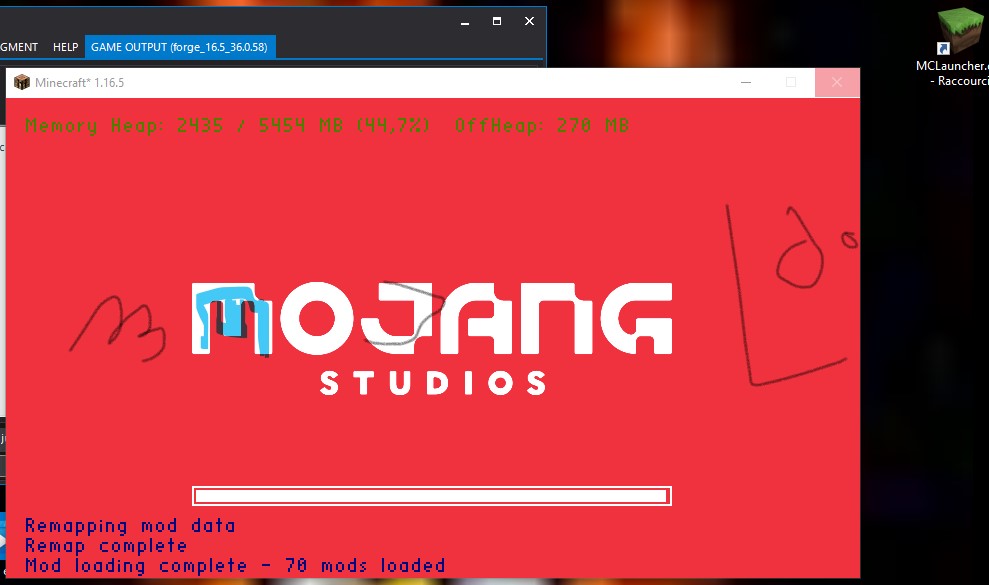 GMENT HELP GAME OUTPUT (forge_16.5_36.0.58)
MCLauncher.e
- Raccourci
Minecraft* 1.16.5
Memory Heap: 2435 / 5454 MB (44,7%) OffHeap: 270 MB
MOJANG
STUDIOS
Remapping mod data
Remap complete
Mod loading complete - 70 mods loaded